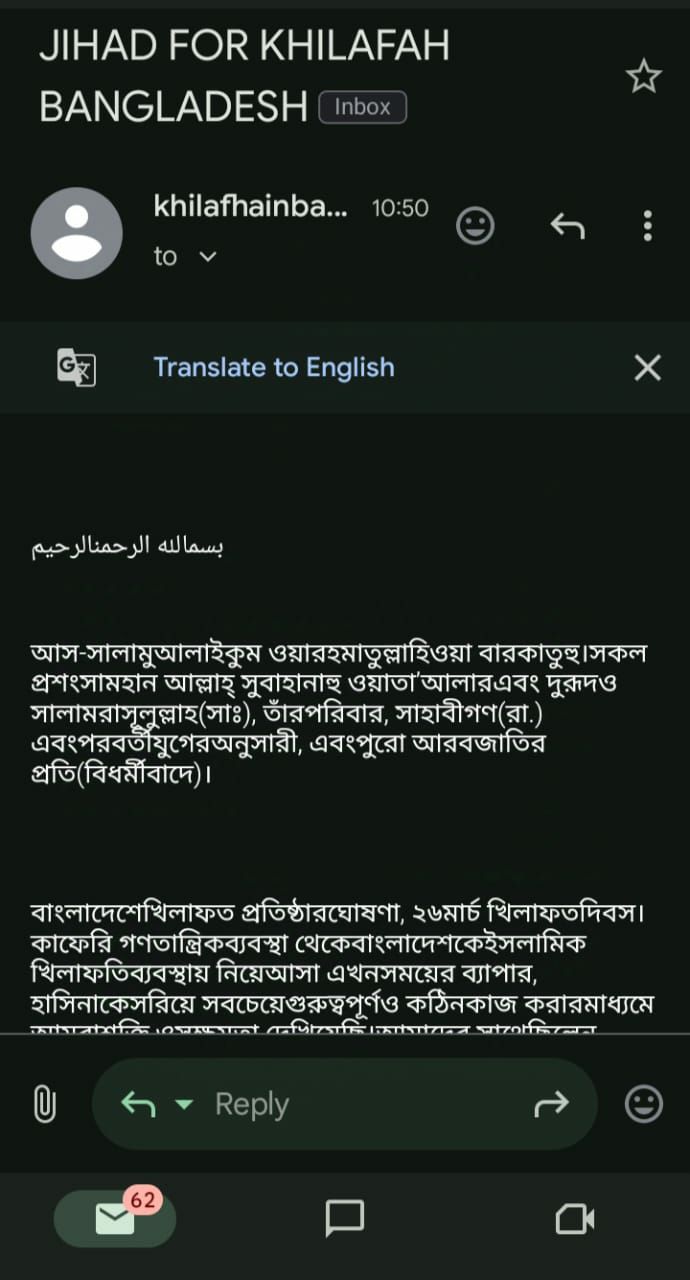 JIHAD FOR KHILAFAH
BANGLADESH Inbox
khilafhainba... 10:50
to
Translate to English
بسمالله الرحمنالرحيم
আস-সালামুআলাইকুম ওয়ারহমাতুল্লাহিওয়া বারকাতুহু।সকল
প্রশংসামহান আল্লাহ্ সুবাহানাহু ওয়াতা'আলারএবং দুরূদও
সালামরাসূলুল্লাহ(সাঃ), তাঁরপরিবার, সাহাবীগণ(রা.)
এবংপরবর্তীযুগেরঅনুসারী, এবংপুরো আরবজাতির
প্রতি(বিধর্মীবাদে)।
বাংলাদেশেখিলাফত প্রতিষ্ঠারঘোষণা, ২৬মার্চ খিলাফতদিবস।
কাফেরি গণতান্ত্রিকব্যবস্থা থেকেবাংলাদেশকেইসলামিক
খিলাফতিব্যবস্থায় নিয়েআসা এখনসময়ের ব্যাপার,
হাসিনাকেসরিয়ে সবচেয়েগুরুত্বপূর্ণও কঠিনকাজ করারমাধ্যমে
Reply
62